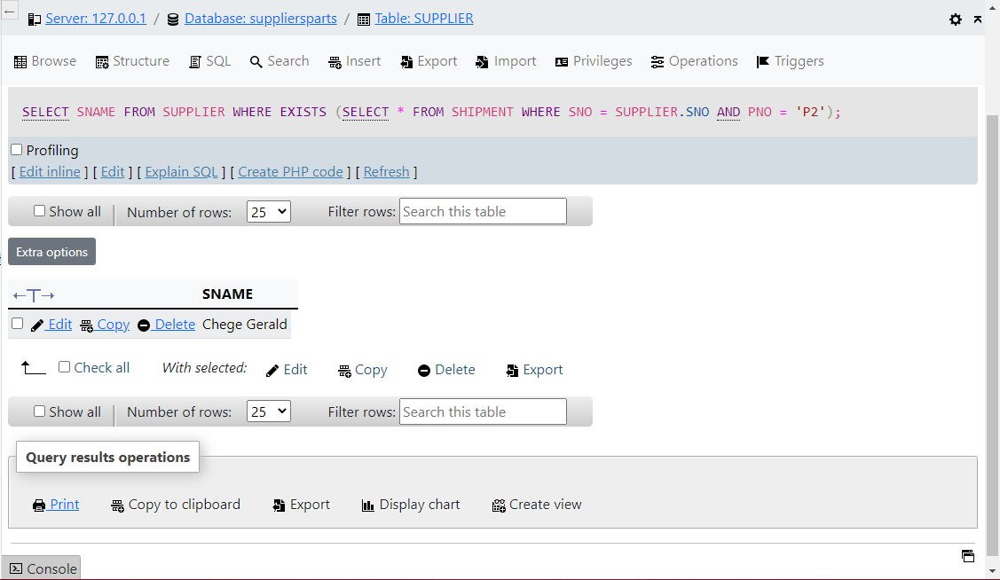 ← Server: 127.0.0.1 / Database: suppliersparts / Table: SUPPLIER
Browse Structure SQL Search Insert Export Import Privileges Operations Triggers
SELECT SNAME FROM SUPPLIER WHERE EXISTS (SELECT * FROM SHIPMENT WHERE SNO = SUPPLIER.SNO AND PNO = 'P2');
Profiling
[ Edit inline ] [ Edit ] [ Explain SQL ] [ Create PHP code ] [ Refresh ]
Show all Number of rows: 25 Filter rows: Search this table
Extra options
←T→ SNAME
Edit Copy Delete Chege Gerald
Check all With selected: Edit Copy Delete Export
Show all Number of rows: 25 Filter rows: Search this table
Query results operations
Print Copy to clipboard Export Display chart Create view
Console